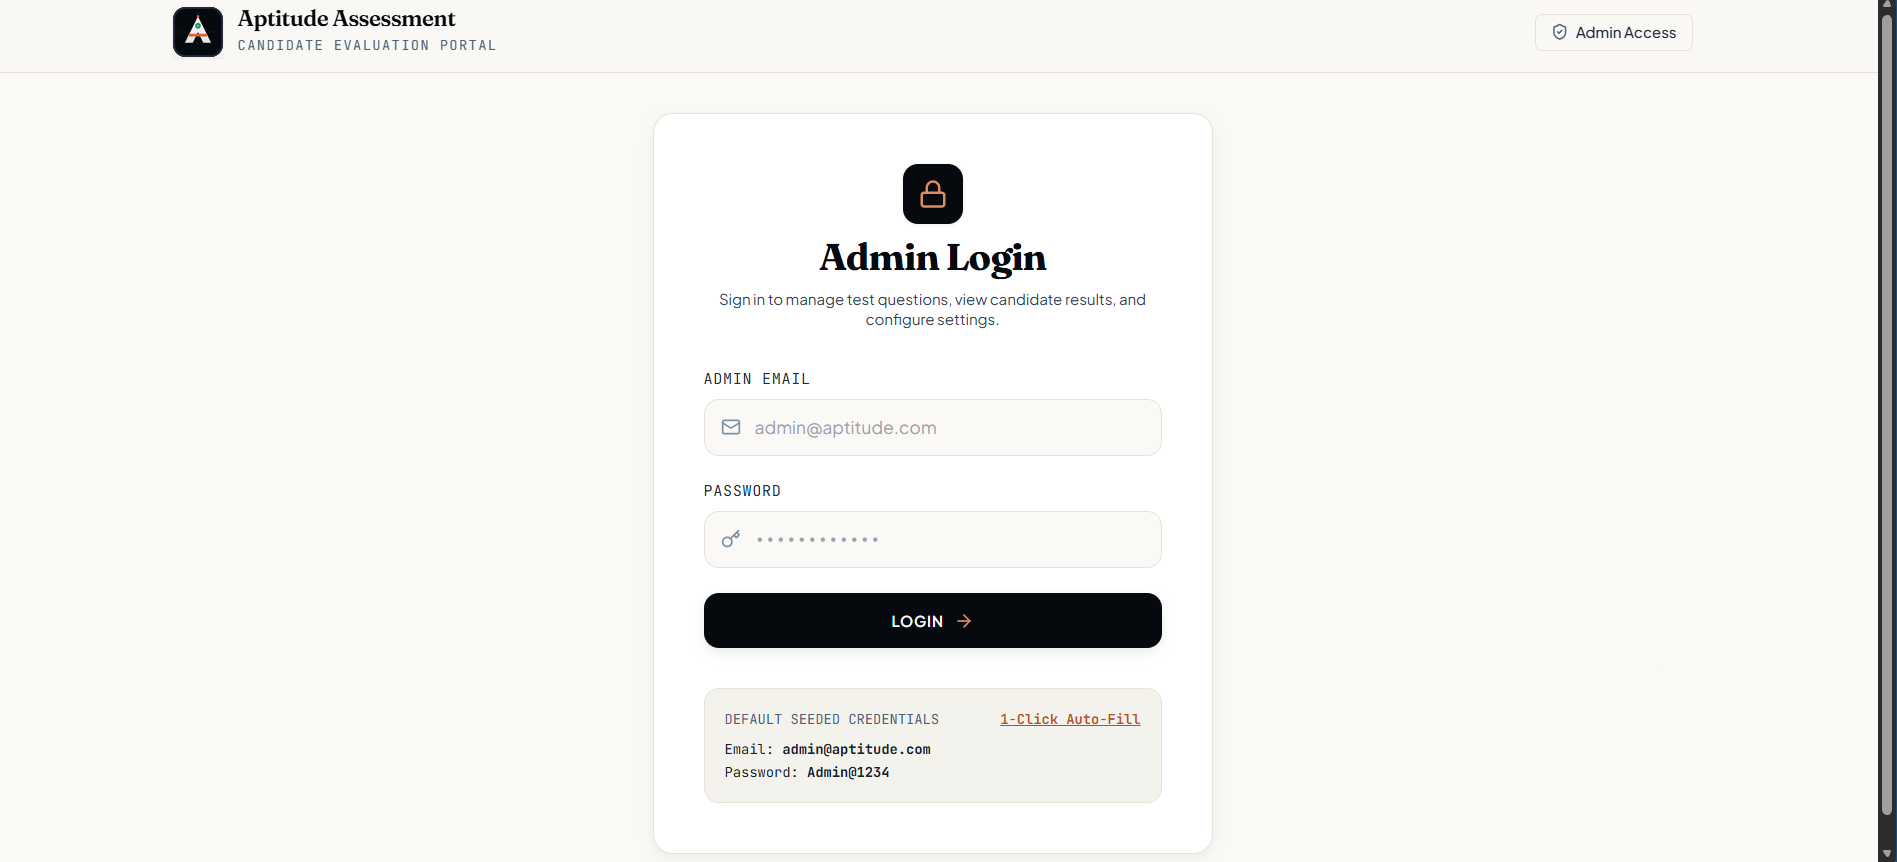 Aptitude Assessment
CANDIDATE EVALUATION PORTAL
Admin Access
Admin Login
Sign in to manage test questions, view candidate results, and
configure settings.
ADMIN EMAIL
admin@aptitude.com
PASSWORD
••••••••••••
LOGIN →
DEFAULT SEEDED CREDENTIALS
1-Click Auto-Fill
Email: admin@aptitude.com
Password: Admin@1234